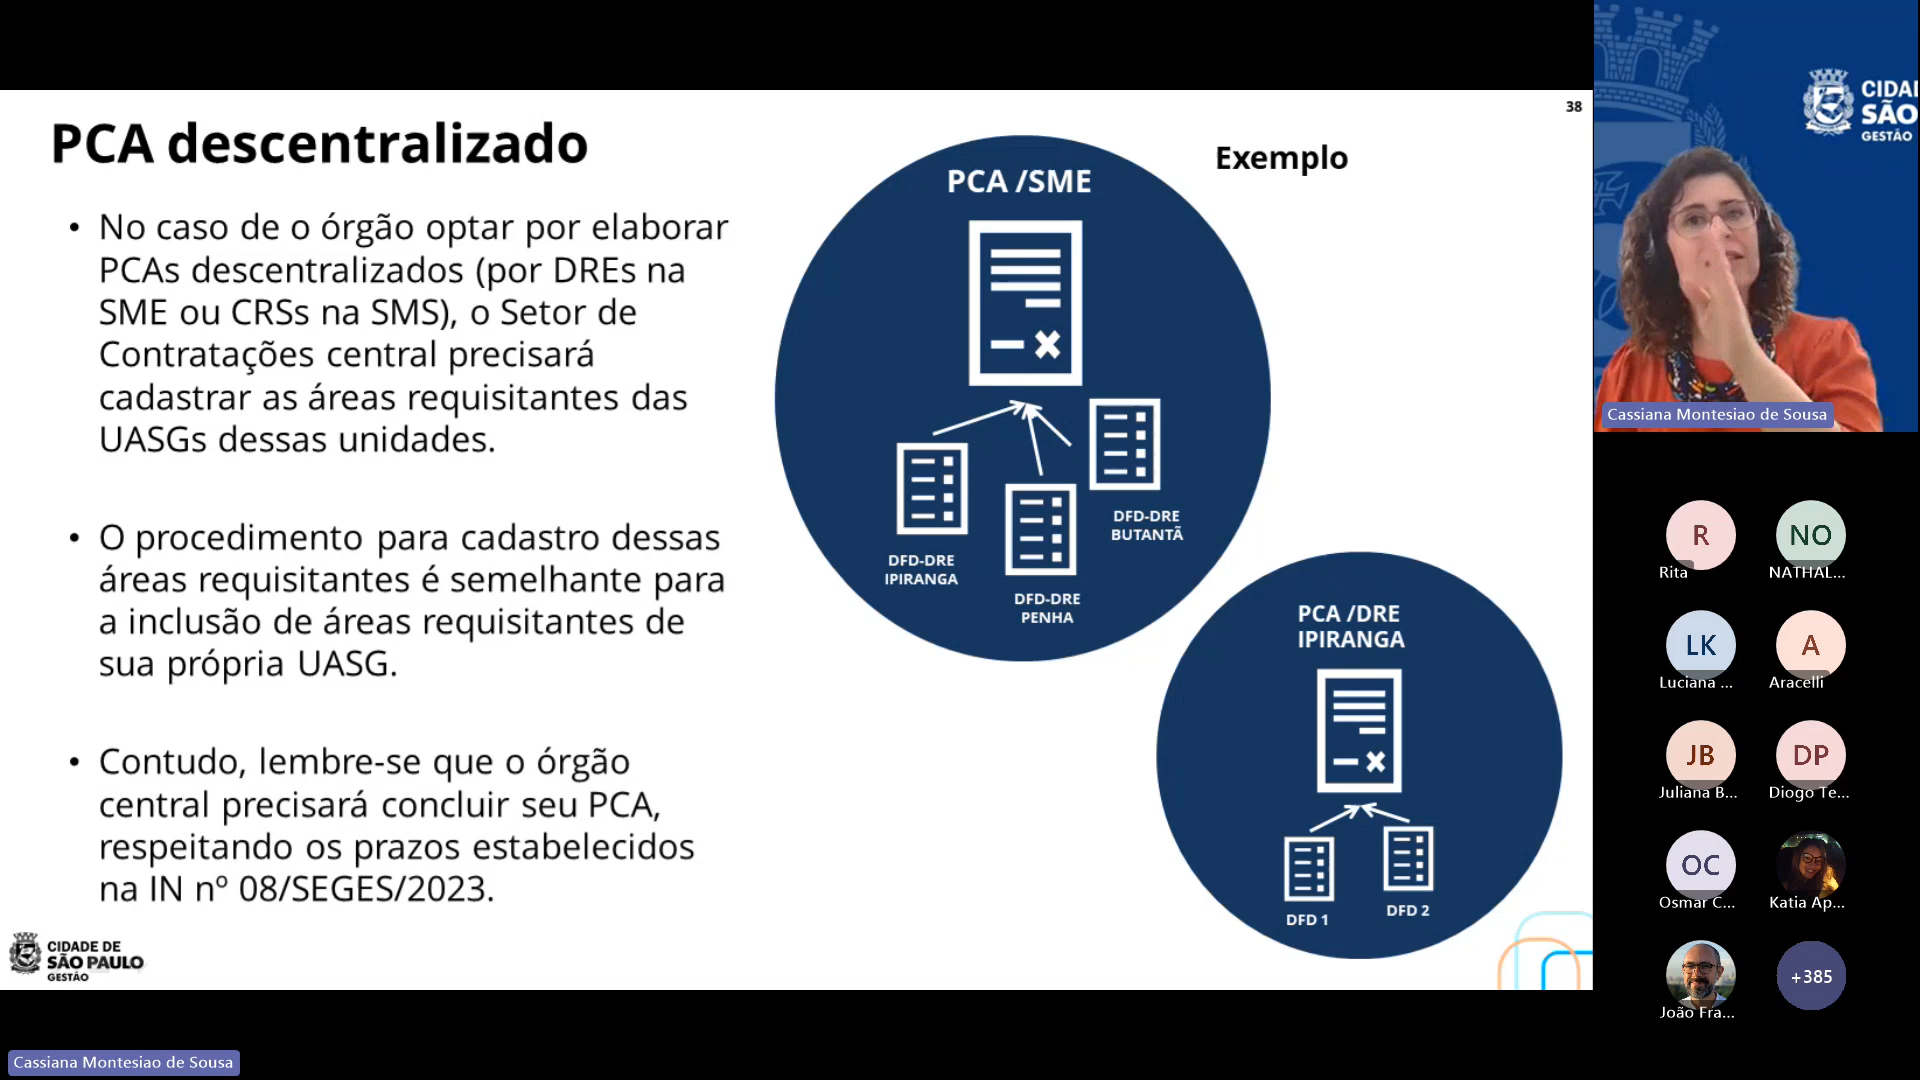 38
PCA descentralizado
• No caso de o órgão optar por elaborar
PCAs descentralizados (por DREs na
SME ou CRSs na SMS), o Setor de
Contratações central precisará
cadastrar as áreas requisitantes das
UASGs dessas unidades.
• O procedimento para cadastro dessas
áreas requisitantes é semelhante para
a inclusão de áreas requisitantes de
sua própria UASG.
• Contudo, lembre-se que o órgão
central precisará concluir seu PCA,
respeitando os prazos estabelecidos
na IN nº 08/SEGES/2023.
Exemplo
PCA /SME
DFD-DRE
IPIRANGA
DFD-DRE
PENHA
DFD-DRE
BUTANTÃ
PCA /DRE
IPIRANGA
DFD 1
DFD 2
CIDADE DE
SÃO PAULO
GESTÃO
Cassiana Montesiao de Sousa
CIDA
SÃO
GESTÃO
Cassiana Montesiao de Sousa
R
Rita
NO
NATHAL...
LK
Luciana ...
A
Aracelli
JB
Juliana B...
DP
Diogo Te...
OC
Osmar C...
Katia Ap...
João Fra...
+385